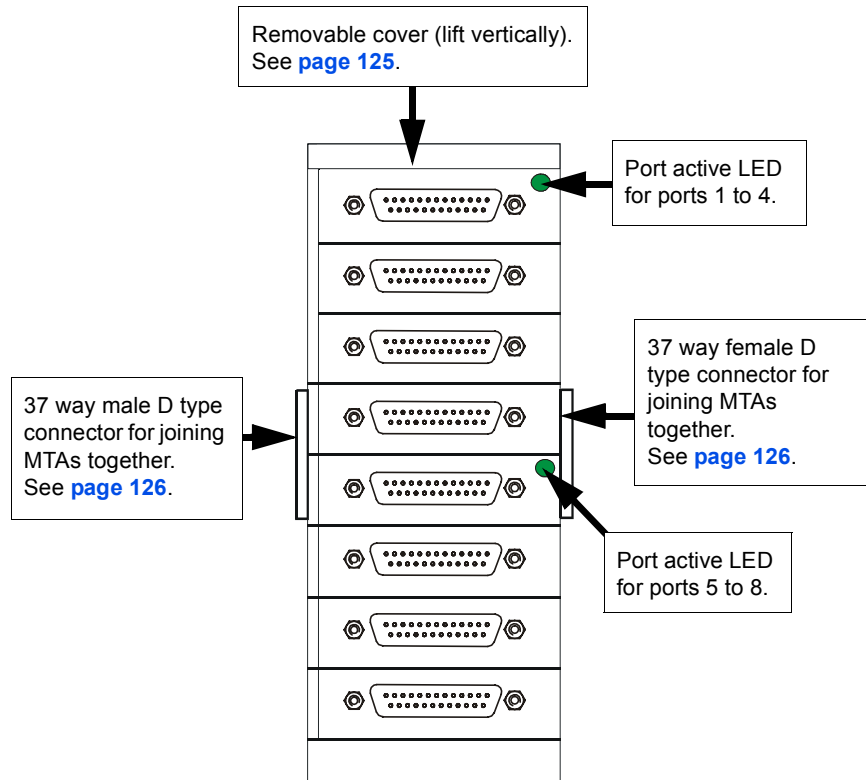 Removable cover (lift vertically).
See page 125.
Port active LED
for ports 1 to 4.
37 way female D
type connector for
joining MTAs
together.
See page 126.
37 way male D type
connector for joining
MTAs together.
See page 126.
Port active LED
for ports 5 to 8.